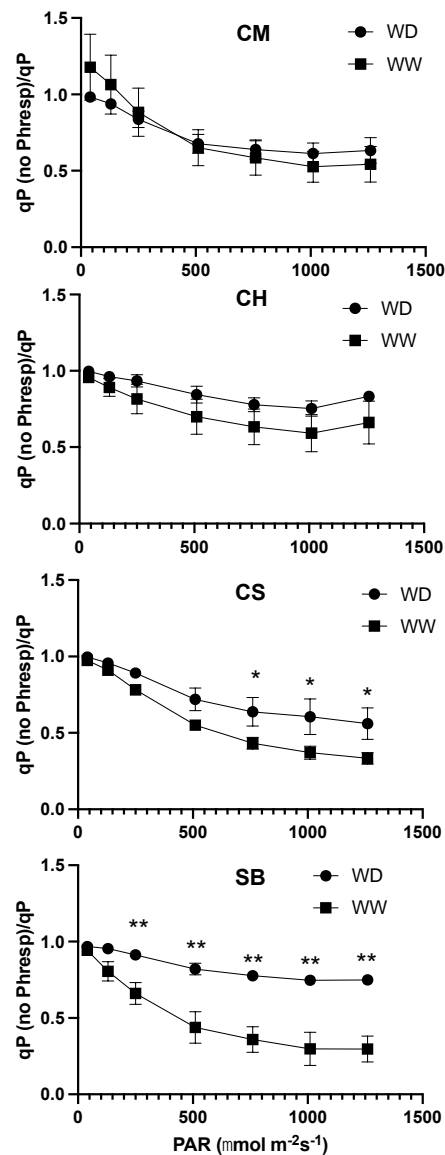 CM
WD
WW
1.5
1.0
0.5
0.0
0 500 1000 1500
qP (no Phresp)/qP
CH
WD
WW
1.5
1.0
0.5
0.0
0 500 1000 1500
qP (no Phresp)/qP
CS
WD
WW
1.5
1.0
0.5
0.0
* * *
0 500 1000 1500
qP (no Phresp)/qP
SB
WD
WW
1.5
1.0
0.5
0.0
** ** ** ** **
0 500 1000 1500
qP (no Phresp)/qP
PAR (mmol m-2s-1)